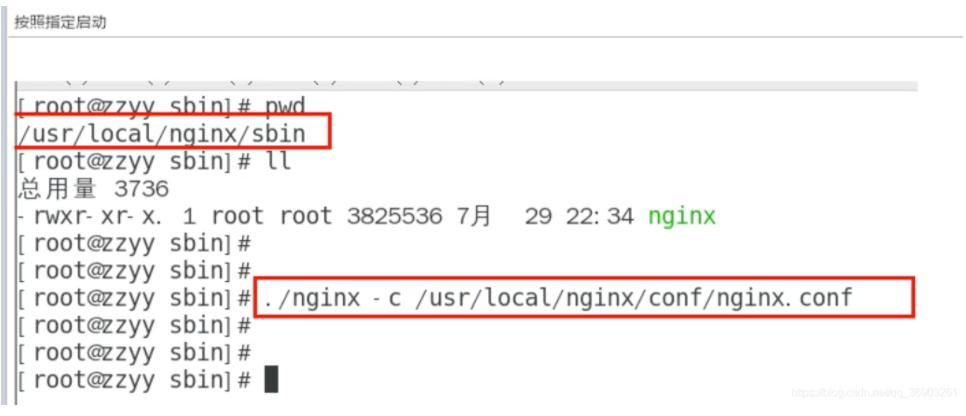 按照指定启动
[root@zzyy sbin]# pwd
/usr/local/nginx/sbin
[root@zzyy sbin]# ll
总用量 3736
-rwxr-xr-x. 1 root root 3825536 7月 29 22:34 nginx
[root@zzyy sbin]#
[root@zzyy sbin]#
[root@zzyy sbin]# ./nginx -c /usr/local/nginx/conf/nginx.conf
[root@zzyy sbin]#
[root@zzyy sbin]#
[root@zzyy sbin]#
https://blog.csdn.net/qq_36903261